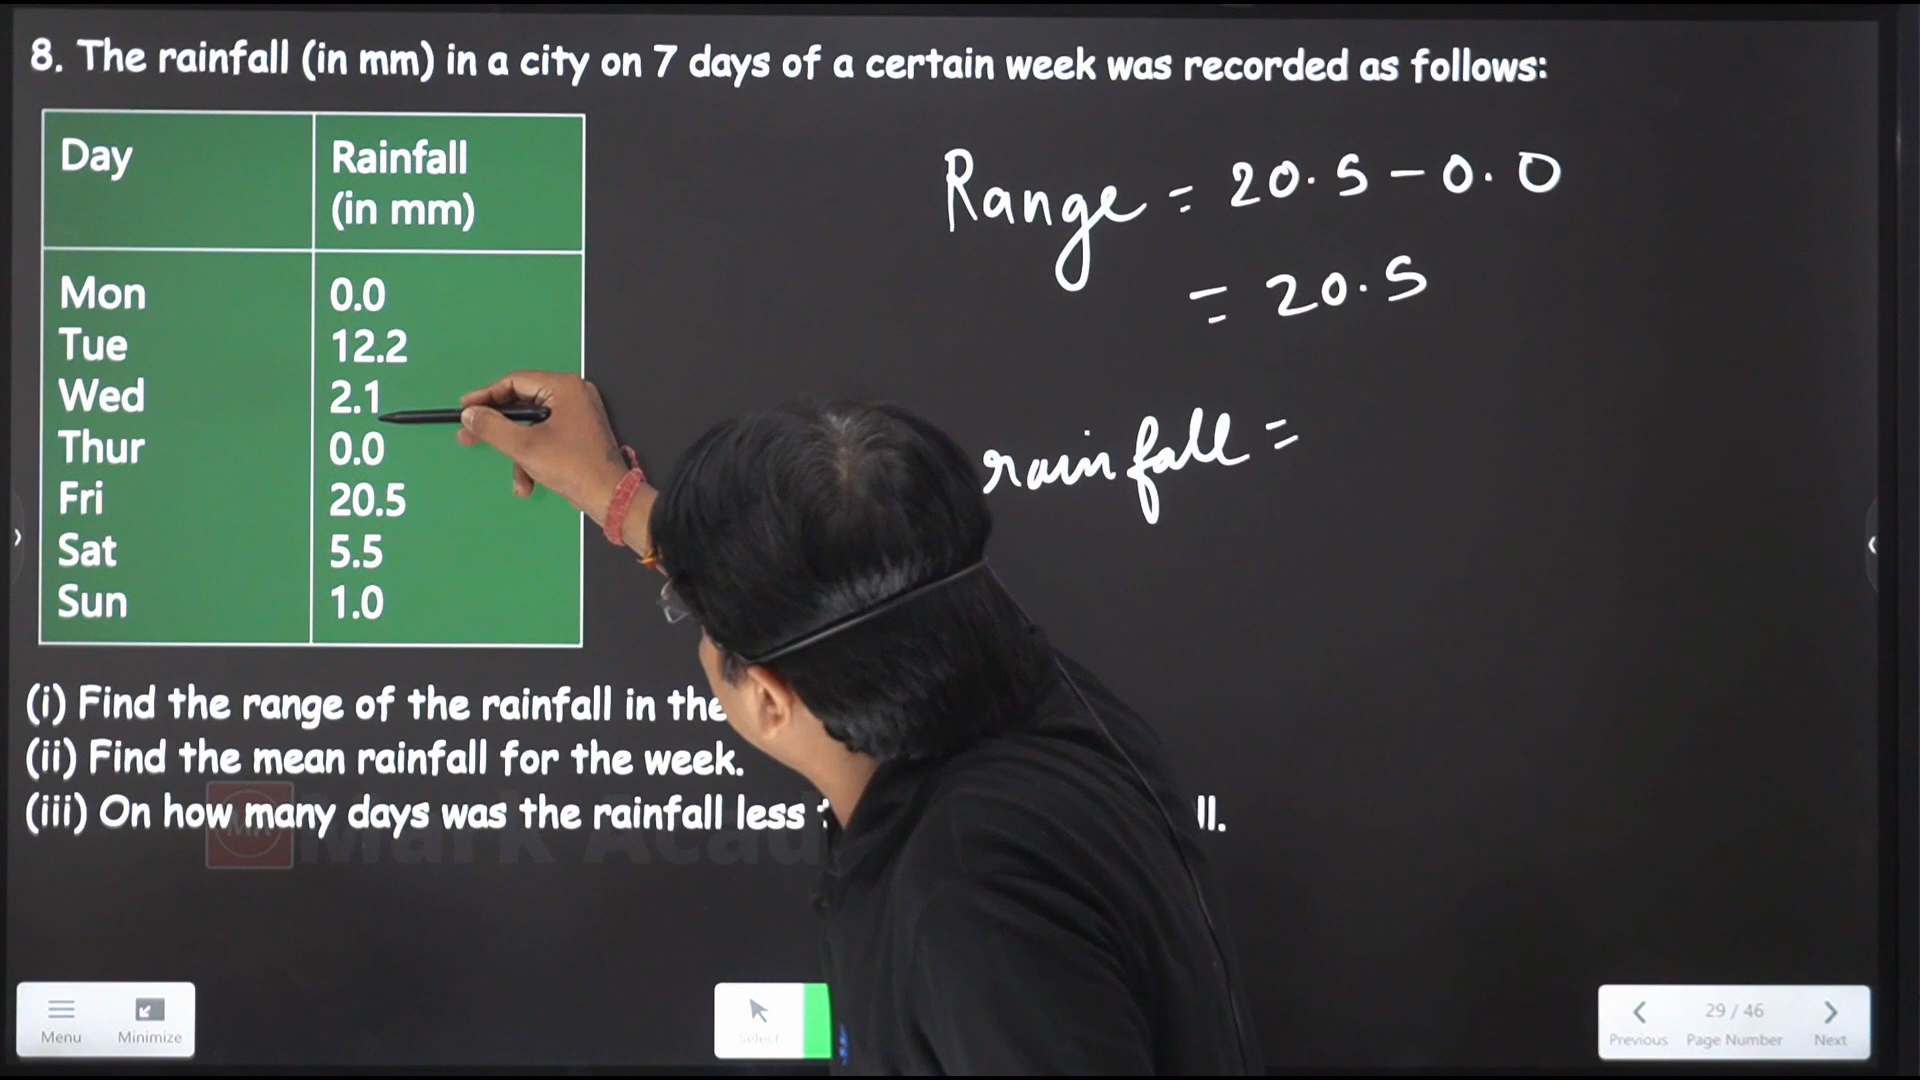 8. The rainfall (in mm) in a city on 7 days of a certain week was recorded as follows:
Day Rainfall (in mm)
Mon 0.0
Tue 12.2
Wed 2.1
Thur 0.0
Fri 20.5
Sat 5.5
Sun 1.0
Range = 20.5 - 0.0
= 20.5
rainfall =
(i) Find the range of the rainfall in the
(ii) Find the mean rainfall for the week.
(iii) On how many days was the rainfall less ll.
Mark Acad
Menu Minimize
Select
29 / 46
Previous Page Number Next